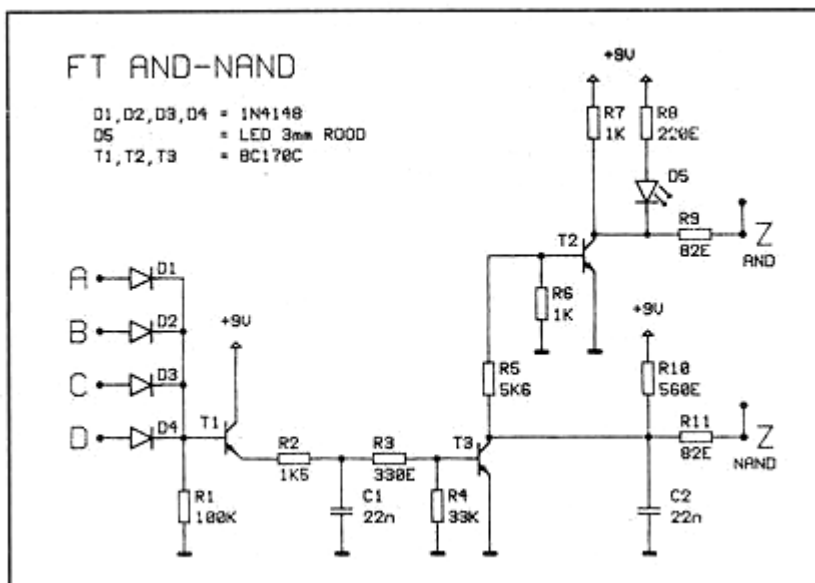 FT AND-NAND
D1,D2,D3,D4 = 1N4148
D5 = LED 3mm ROOD
T1,T2,T3 = BC170C
+9V
R7
1K
R8
220E
D5
T2
R9
82E
Z
AND
R6
1K
A
D1
B
D2
C
D3
D
D4
+9V
T1
R1
100K
R2
1K5
C1
22n
R3
330E
R4
33K
T3
R5
5K6
+9V
R10
560E
R11
82E
Z
NAND
C2
22n